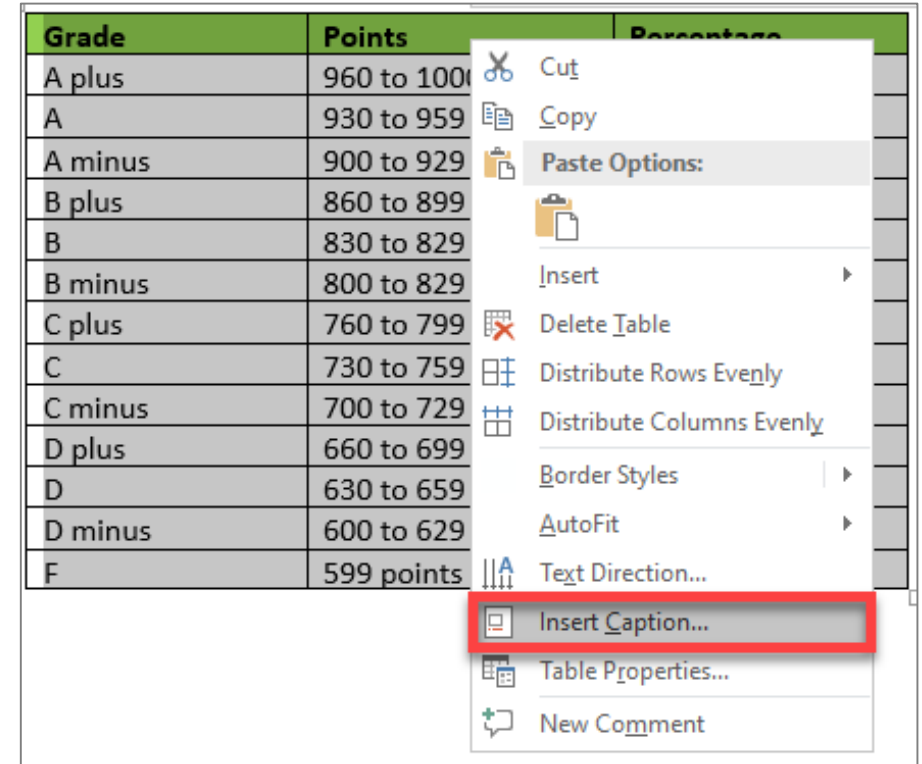 Grade Points Percentage
A plus 960 to 1000
A 930 to 959
A minus 900 to 929
B plus 860 to 899
B 830 to 829
B minus 800 to 829
C plus 760 to 799
C 730 to 759
C minus 700 to 729
D plus 660 to 699
D 630 to 659
D minus 600 to 629
F 599 points
Cut
Copy
Paste Options:
Insert
Delete Table
Distribute Rows Evenly
Distribute Columns Evenly
Border Styles
AutoFit
Text Direction...
Insert Caption...
Table Properties...
New Comment